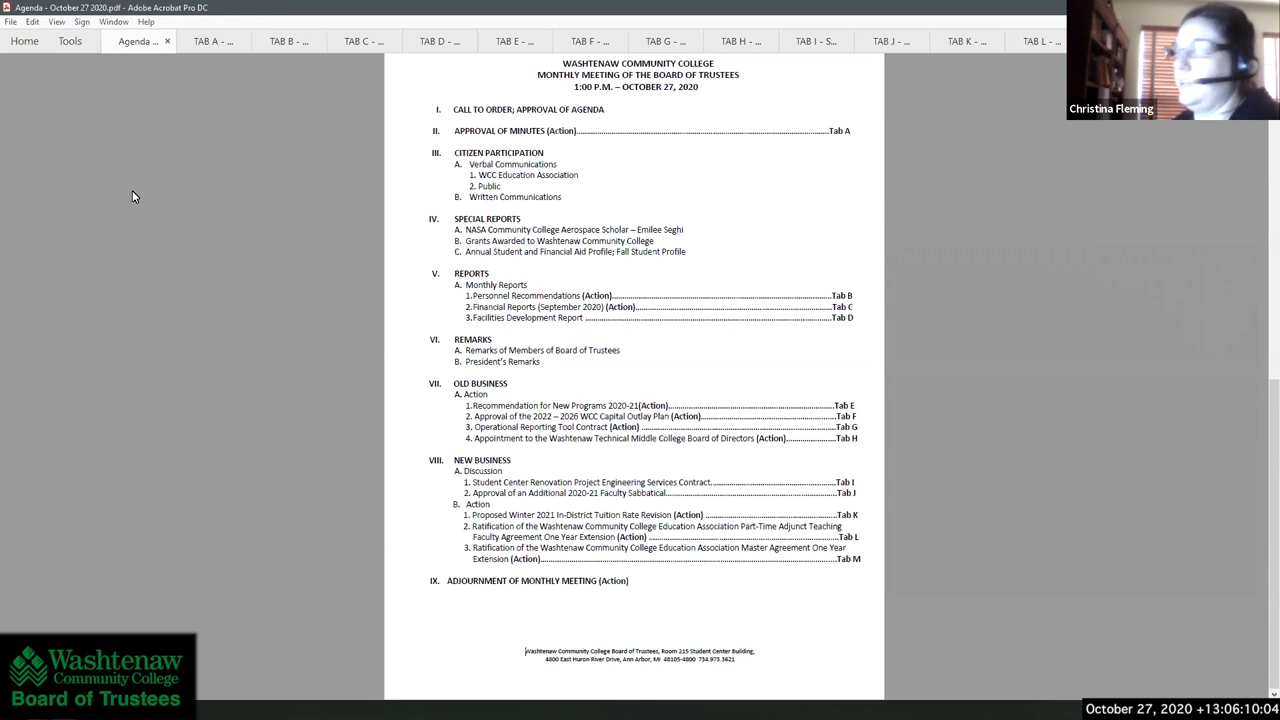 Agenda - October 27 2020.pdf - Adobe Acrobat Pro DC
File Edit View Sign Window Help
Home Tools Agenda ... × TAB A - ... TAB B - ... TAB C - ... TAB D - ... TAB E - ... TAB F - ... TAB G - ... TAB H - ... TAB I - S... TAB J - ... TAB K - ... TAB L - ...
Christina Fleming
WASHTENAW COMMUNITY COLLEGE
MONTHLY MEETING OF THE BOARD OF TRUSTEES
1:00 P.M. – OCTOBER 27, 2020
I. CALL TO ORDER; APPROVAL OF AGENDA
II. APPROVAL OF MINUTES (Action)....................Tab A
III. CITIZEN PARTICIPATION
A. Verbal Communications
1. WCC Education Association
2. Public
B. Written Communications
IV. SPECIAL REPORTS
A. NASA Community College Aerospace Scholar – Emilee Seghi
B. Grants Awarded to Washtenaw Community College
C. Annual Student and Financial Aid Profile; Fall Student Profile
V. REPORTS
A. Monthly Reports
1.Personnel Recommendations (Action)....................Tab B
2.Financial Reports (September 2020) (Action)....................Tab C
3.Facilities Development Report ....................Tab D
VI. REMARKS
A. Remarks of Members of Board of Trustees
B. President's Remarks
VII. OLD BUSINESS
A. Action
1.Recommendation for New Programs 2020-21(Action)....................Tab E
2. Approval of the 2022 – 2026 WCC Capital Outlay Plan (Action)....................Tab F
3. Operational Reporting Tool Contract (Action) ....................Tab G
4. Appointment to the Washtenaw Technical Middle College Board of Directors (Action)....................Tab H
VIII. NEW BUSINESS
A. Discussion
1. Student Center Renovation Project Engineering Services Contract....................Tab I
2. Approval of an Additional 2020-21 Faculty Sabbatical....................Tab J
B. Action
1. Proposed Winter 2021 In-District Tuition Rate Revision (Action) ....................Tab K
2. Ratification of the Washtenaw Community College Education Association Part-Time Adjunct Teaching
Faculty Agreement One Year Extension (Action) ....................Tab L
3. Ratification of the Washtenaw Community College Education Association Master Agreement One Year
Extension (Action)....................Tab M
IX. ADJOURNMENT OF MONTHLY MEETING (Action)
Washtenaw Community College Board of Trustees, Room 215 Student Center Building,
4800 East Huron River Drive, Ann Arbor, MI 48105-4800 734.973.3621
Washtenaw
Community College
Board of Trustees
October 27, 2020 +13:06:10:04